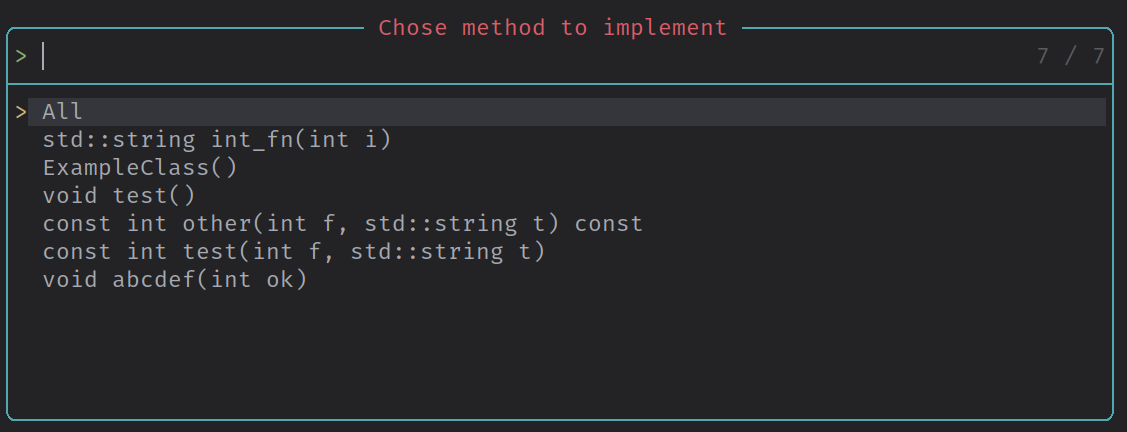 Chose method to implement
> 7 / 7
> All
std::string int_fn(int i)
ExampleClass()
void test()
const int other(int f, std::string t) const
const int test(int f, std::string t)
void abcdef(int ok)